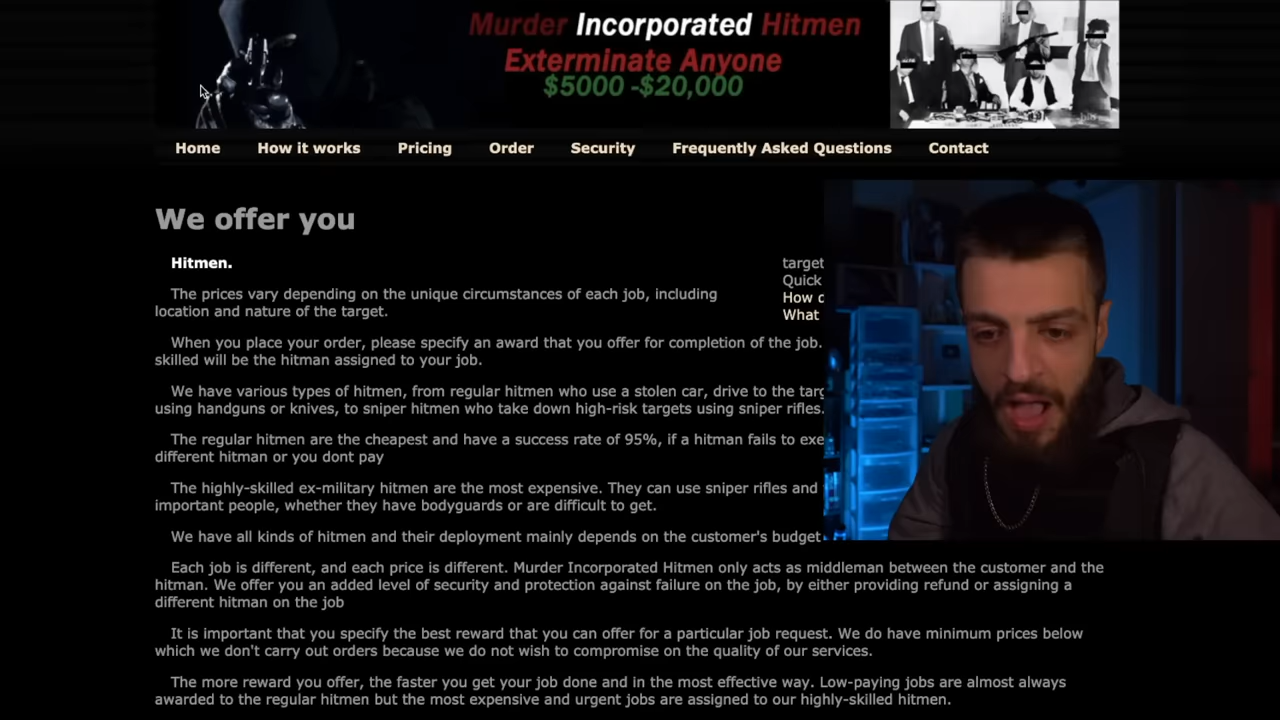 Murder Incorporated Hitmen
Exterminate Anyone
$5000 -$20,000
Home How it works Pricing Order Security Frequently Asked Questions Contact
We offer you
Hitmen.
target
Quick
The prices vary depending on the unique circumstances of each job, including
How
location and nature of the target.
What
When you place your order, please specify an award that you offer for completion of the job.
skilled will be the hitman assigned to your job.
We have various types of hitmen, from regular hitmen who use a stolen car, drive to the
using handguns or knives, to sniper hitmen who take down high-risk targets using sniper rifles.
The regular hitmen are the cheapest and have a success rate of 95%, if a hitman fails to
different hitman or you dont pay
The highly-skilled ex-military hitmen are the most expensive. They can use sniper rifles and
important people, whether they have bodyguards or are difficult to get.
We have all kinds of hitmen and their deployment mainly depends on the customer's budget
Each job is different, and each price is different. Murder Incorporated Hitmen only acts as middleman between the customer and the
hitman. We offer you an added level of security and protection against failure on the job, by either providing refund or assigning a
different hitman on the job
It is important that you specify the best reward that you can offer for a particular job request. We do have minimum prices below
which we don't carry out orders because we do not wish to compromise on the quality of our services.
The more reward you offer, the faster you get your job done and in the most effective way. Low-paying jobs are almost always
awarded to the regular hitmen but the most expensive and urgent jobs are assigned to our highly-skilled hitmen.